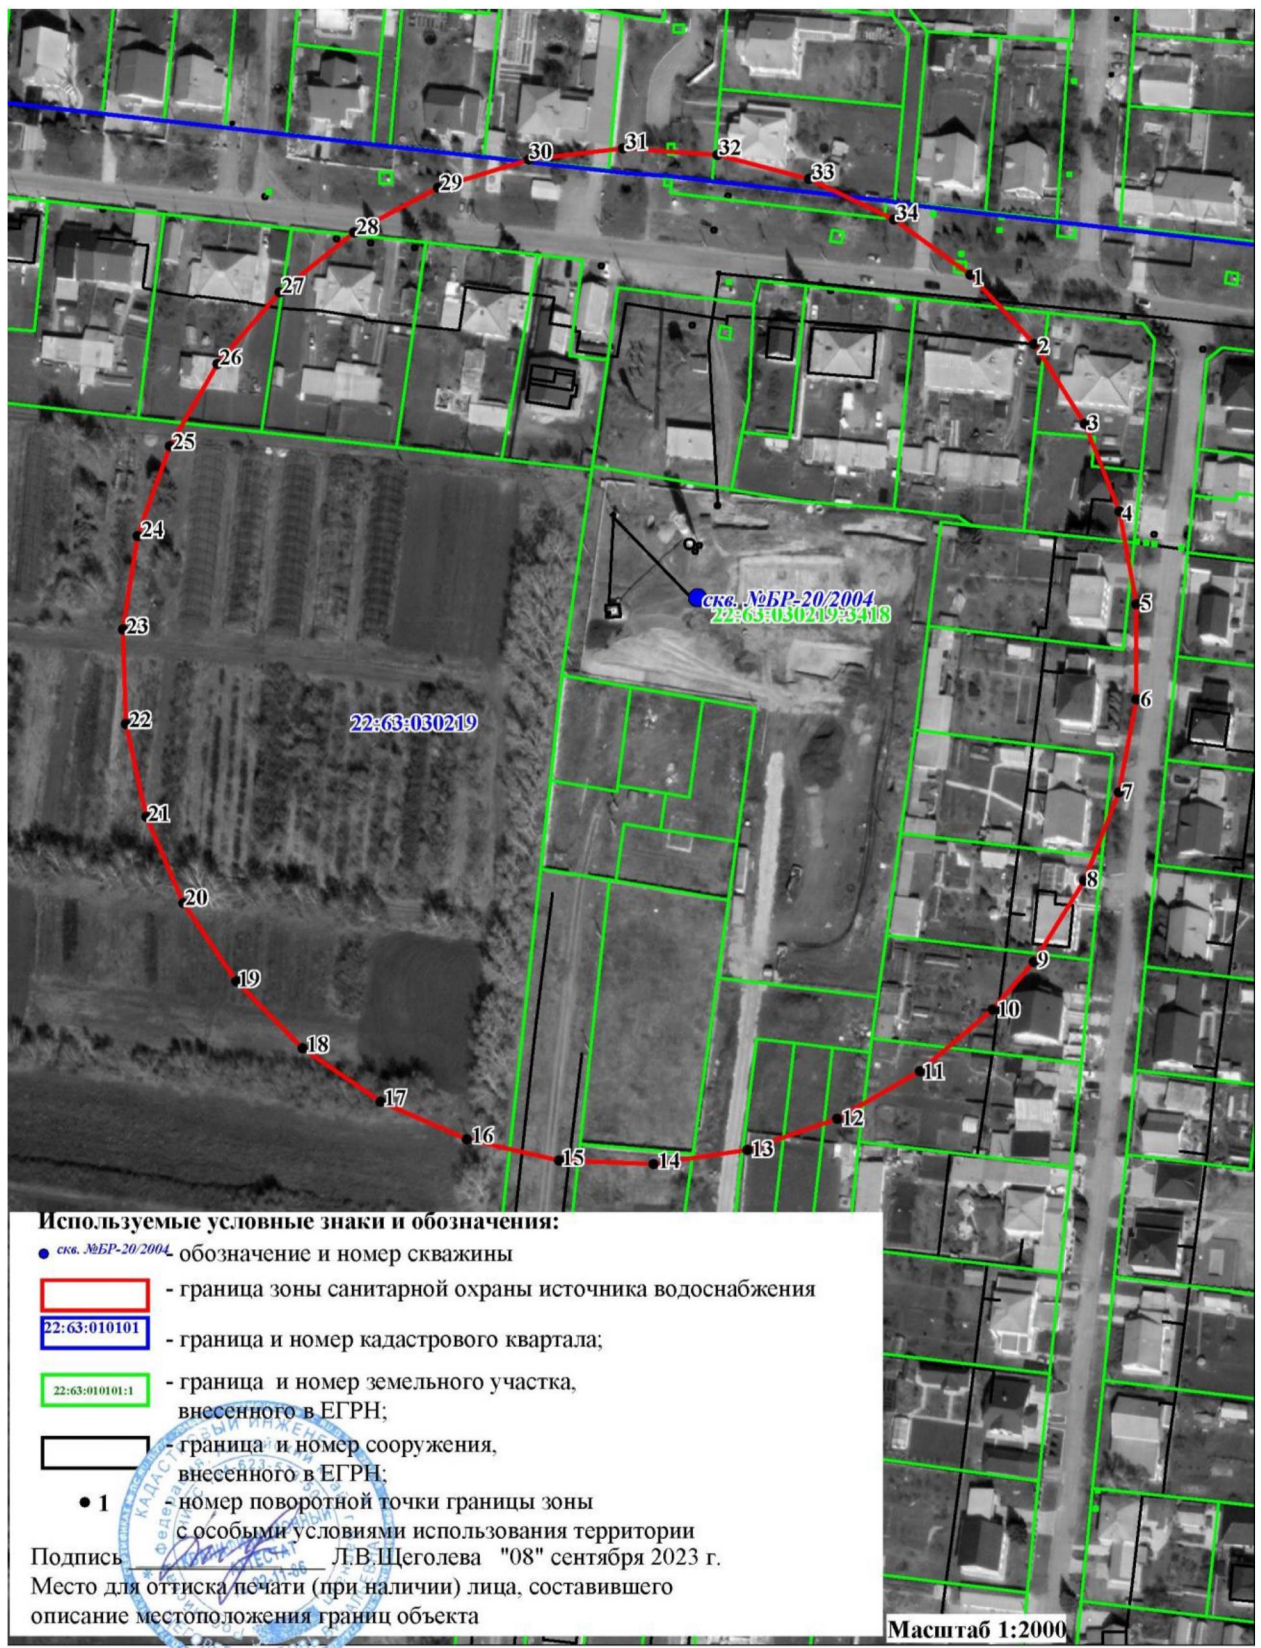 31
30
32
33
29
34
28
1
27
2
26
3
25
4
24
скв. №БР-20/2004
5
22:63:030219:3418
23
6
22
22:63:030219
7
21
8
20
9
19
10
18
11
17
12
16
13
15
14
Используемые условные знаки и обозначения:
скв. №БР-20/2004 - обозначение и номер скважины
- граница зоны санитарной охраны источника водоснабжения
22:63:010101
- граница и номер кадастрового квартала;
22:63:010101:1
- граница и номер земельного участка,
внесенного в ЕГРН;
- граница и номер сооружения,
внесенного в ЕГРН;
1 - номер поворотной точки границы зоны
с особыми условиями использования территории
Подпись Л.В.Щеголева "08" сентября 2023 г.
Место для оттиска печати (при наличии) лица, составившего
описание местоположения границ объекта
Масштаб 1:2000
КАДАСТРОВЫЙ ИНЖЕНЕР